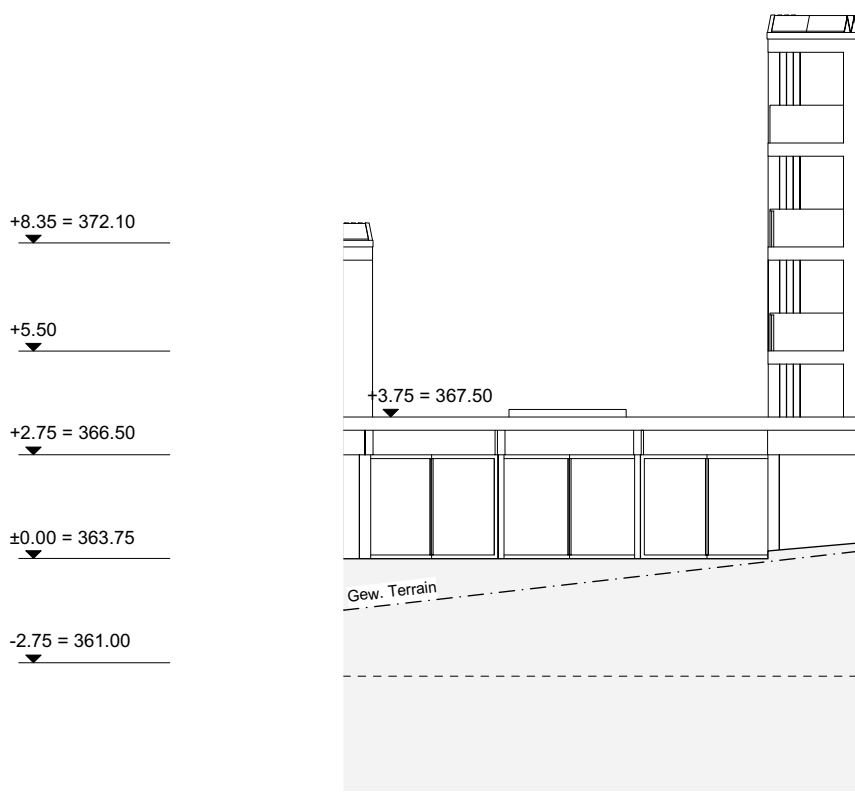 +8.35 = 372.10
+5.50
+3.75 = 367.50
+2.75 = 366.50
±0.00 = 363.75
Gew. Terrain
-2.75 = 361.00